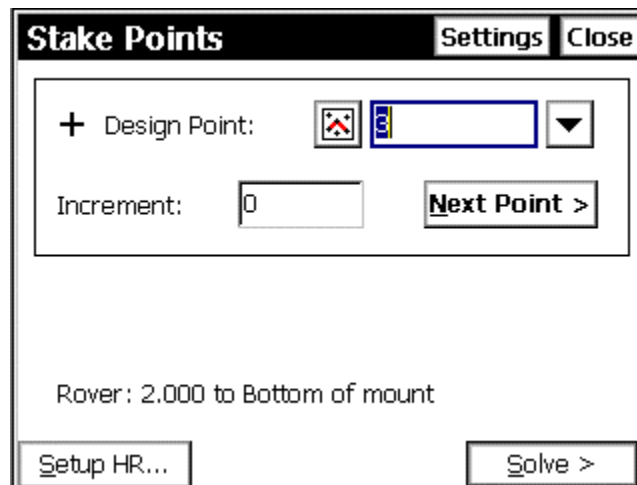 Stake Points Settings Close
Design Point: 3
Increment: 0 Next Point >
Rover: 2.000 to Bottom of mount
Setup HR... Solve >